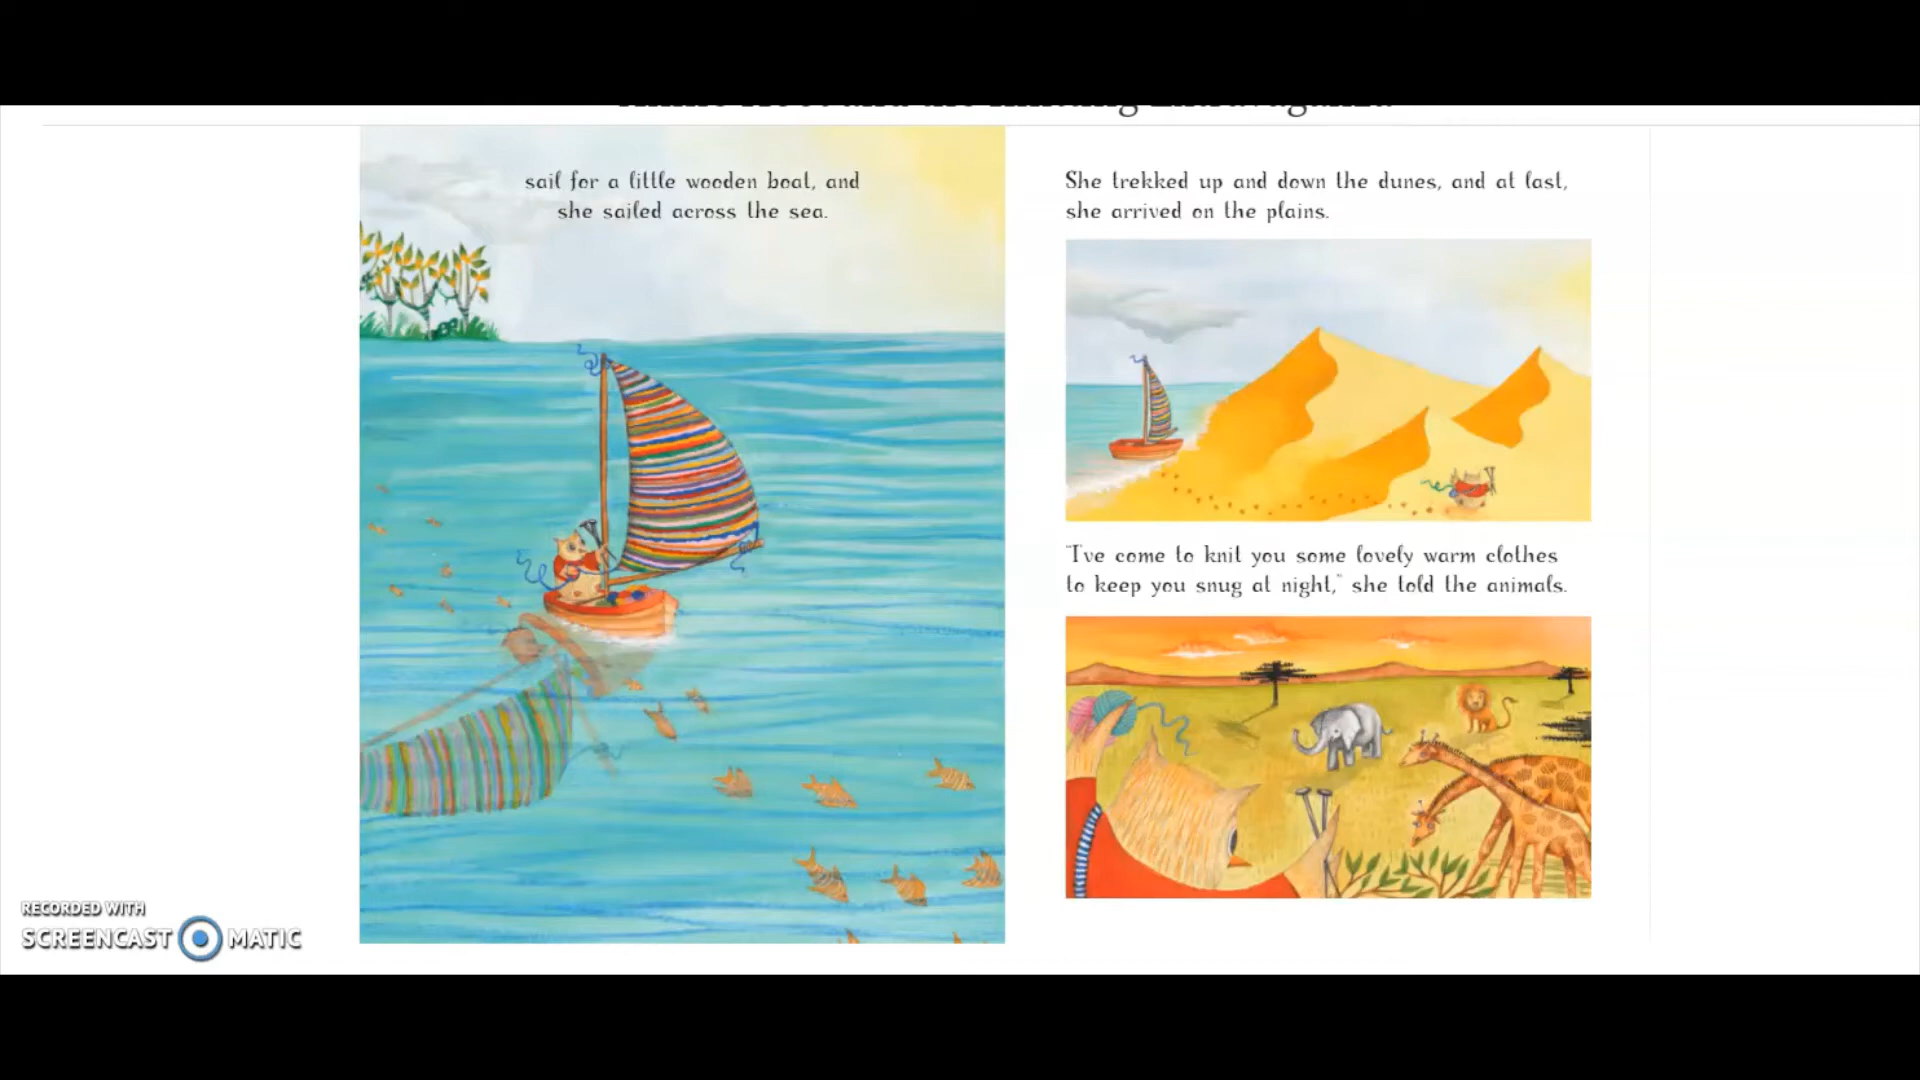 sail for a little wooden boat, and
she sailed across the sea.
She trekked up and down the dunes, and at last,
she arrived on the plains.
"I've come to knit you some lovely warm clothes
to keep you snug at night," she told the animals.
RECORDED WITH
SCREENCAST MATIC